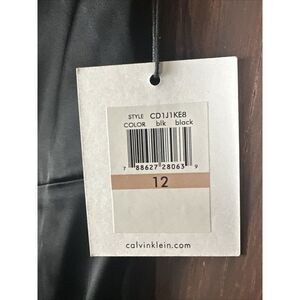 STYLE CD1J1KE8
COLOR blk black
7 88627 28063 9
12
calvinklein.com